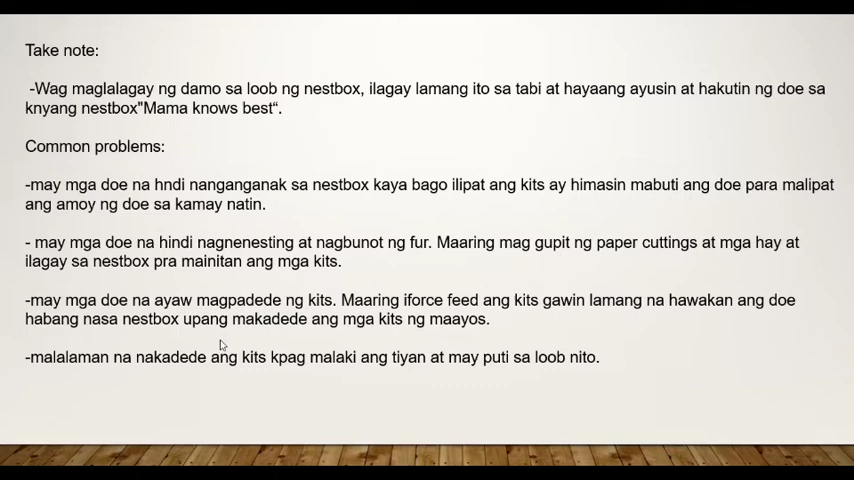 Take note:
-Wag maglalagay ng damo sa loob ng nestbox, ilagay lamang ito sa tabi at hayaang ayusin at hakutin ng doe sa
knyang nestbox"Mama knows best“.
Common problems:
-may mga doe na hndi nanganganak sa nestbox kaya bago ilipat ang kits ay himasin mabuti ang doe para malipat
ang amoy ng doe sa kamay natin.
- may mga doe na hindi nagnenesting at nagbunot ng fur. Maaring mag gupit ng paper cuttings at mga hay at
ilagay sa nestbox pra mainitan ang mga kits.
-may mga doe na ayaw magpadede ng kits. Maaring iforce feed ang kits gawin lamang na hawakan ang doe
habang nasa nestbox upang makadede ang mga kits ng maayos.
-malalaman na nakadede ang kits kpag malaki ang tiyan at may puti sa loob nito.